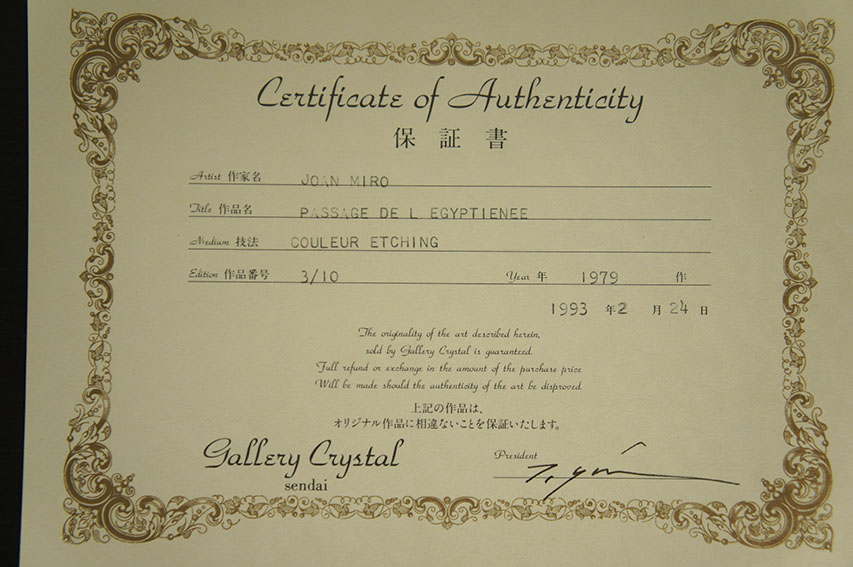 Certificate of Authenticity
保証書
Artist 作家名 JOAN MIRO
Title 作品名 PASSAGE DE L EGYPTIENEE
Medium 技法 COULEUR ETCHING
Edition 作品番号 3/10 Year 年 1979 作
1993 年 2 月 24 日
The originality of the art described herein,
sold by Gallery Crystal is guaranteed.
Full refund or exchange in the amount of the purchase price
Will be made should the authenticity of the art be disproved.
上記の作品は、
オリジナル作品に相違ないことを保証いたします。
Gallery Crystal
sendai
President